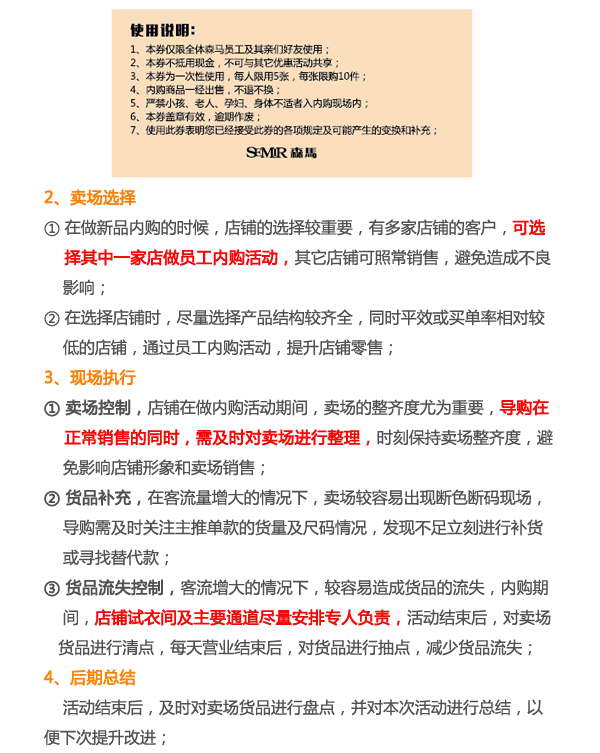 使用说明：
1、本券仅限全体森马员工及其亲们好友使用；
2、本券不抵用现金，不可与其它优惠活动共享；
3、本券为一次性使用，每人限用5张，每张限购10件；
4、内购商品一经出售，不退不换；
5、严禁小孩、老人、孕妇、身体不适者入内购现场内；
6、本券盖章有效，逾期作废；
7、使用此券表明您已经接受此券的各项规定及可能产生的变换和补充；
SEMIR 森马
2、卖场选择
① 在做新品内购的时候，店铺的选择较重要，有多家店铺的客户，可选
择其中一家店做员工内购活动，其它店铺可照常销售，避免造成不良
影响；
② 在选择店铺时，尽量选择产品结构较齐全，同时平效或买单率相对较
低的店铺，通过员工内购活动，提升店铺零售；
3、现场执行
① 卖场控制，店铺在做内购活动期间，卖场的整齐度尤为重要，导购在
正常销售的同时，需及时对卖场进行整理，时刻保持卖场整齐度，避
免影响店铺形象和卖场销售；
② 货品补充，在客流量增大的情况下，卖场较容易出现断色断码现场，
导购需及时关注主推单款的货量及尺码情况，发现不足立刻进行补货
或寻找替代款；
③ 货品流失控制，客流增大的情况下，较容易造成货品的流失，内购期
间，店铺试衣间及主要通道尽量安排专人负责，活动结束后，对卖场
货品进行清点，每天营业结束后，对货品进行抽点，减少货品流失；
4、后期总结
活动结束后，及时对卖场货品进行盘点，并对本次活动进行总结，以
便下次提升改进；